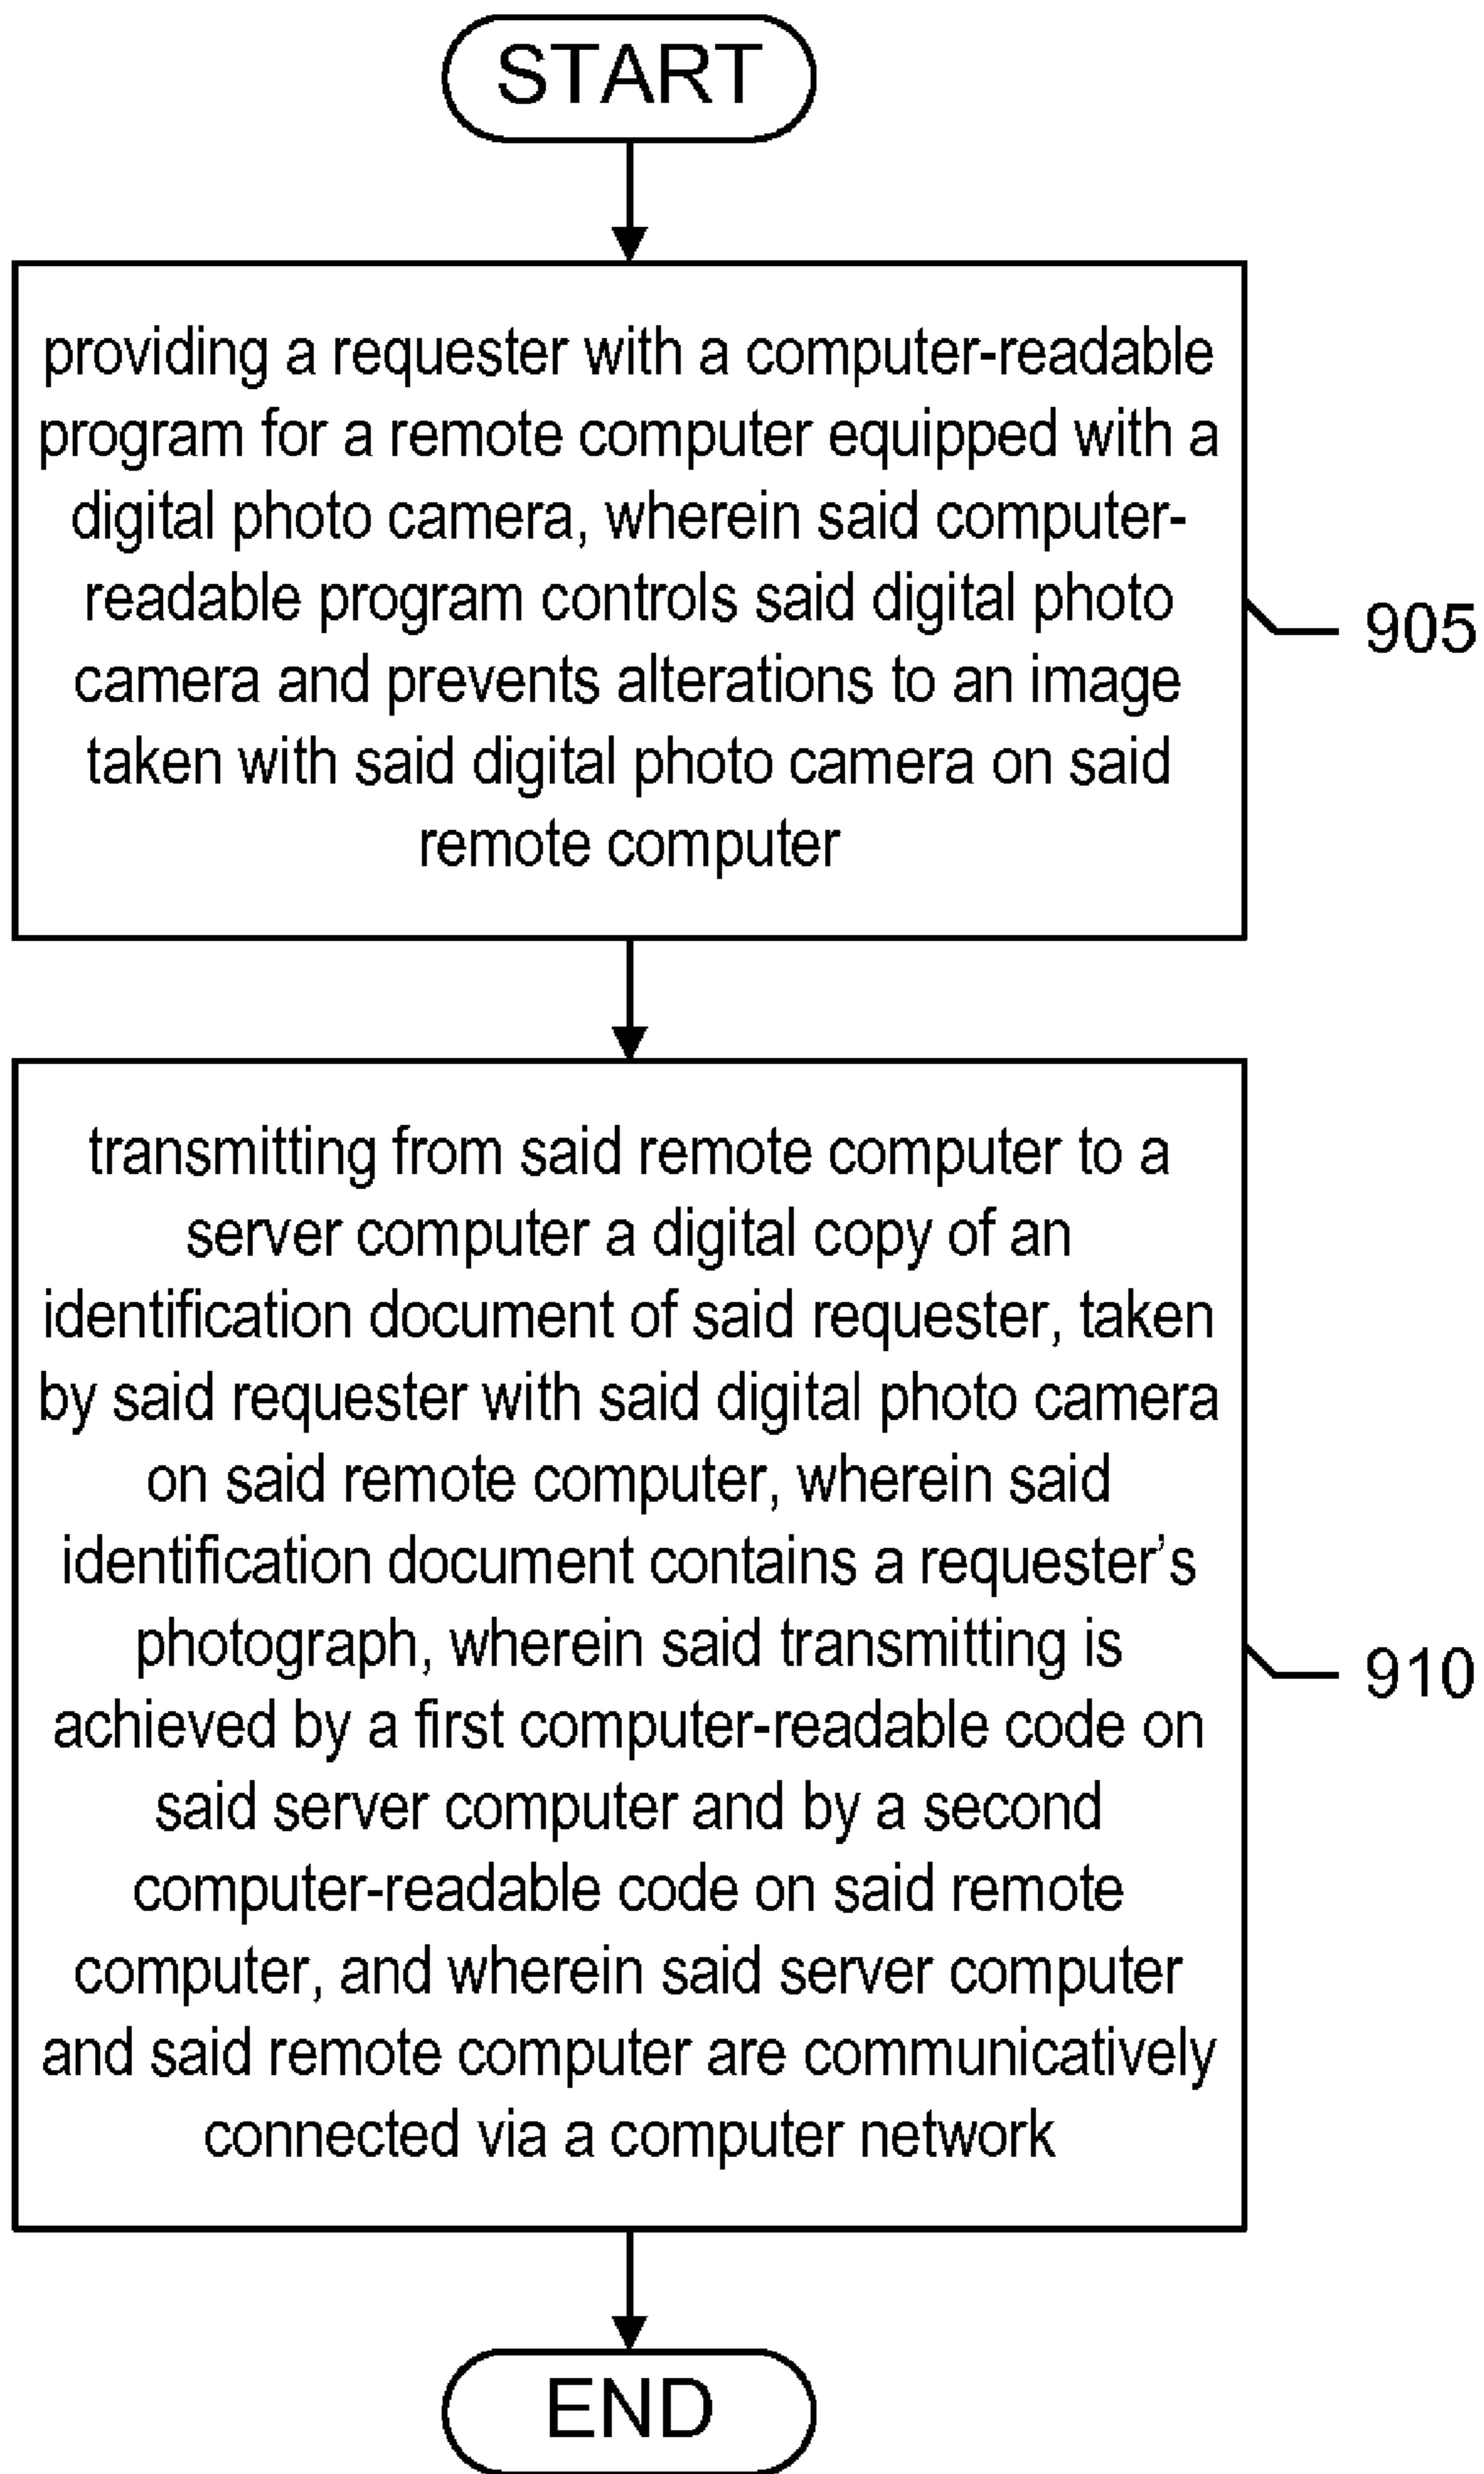 START
providing a requester with a computer-readable
program for a remote computer equipped with a
digital photo camera, wherein said computer-
readable program controls said digital photo
camera and prevents alterations to an image
taken with said digital photo camera on said
remote computer
905
transmitting from said remote computer to a
server computer a digital copy of an
identification document of said requester, taken
by said requester with said digital photo camera
on said remote computer, wherein said
identification document contains a requester's
photograph, wherein said transmitting is
achieved by a first computer-readable code on
said server computer and by a second
computer-readable code on said remote
computer, and wherein said server computer
and said remote computer are communicatively
connected via a computer network
910
END